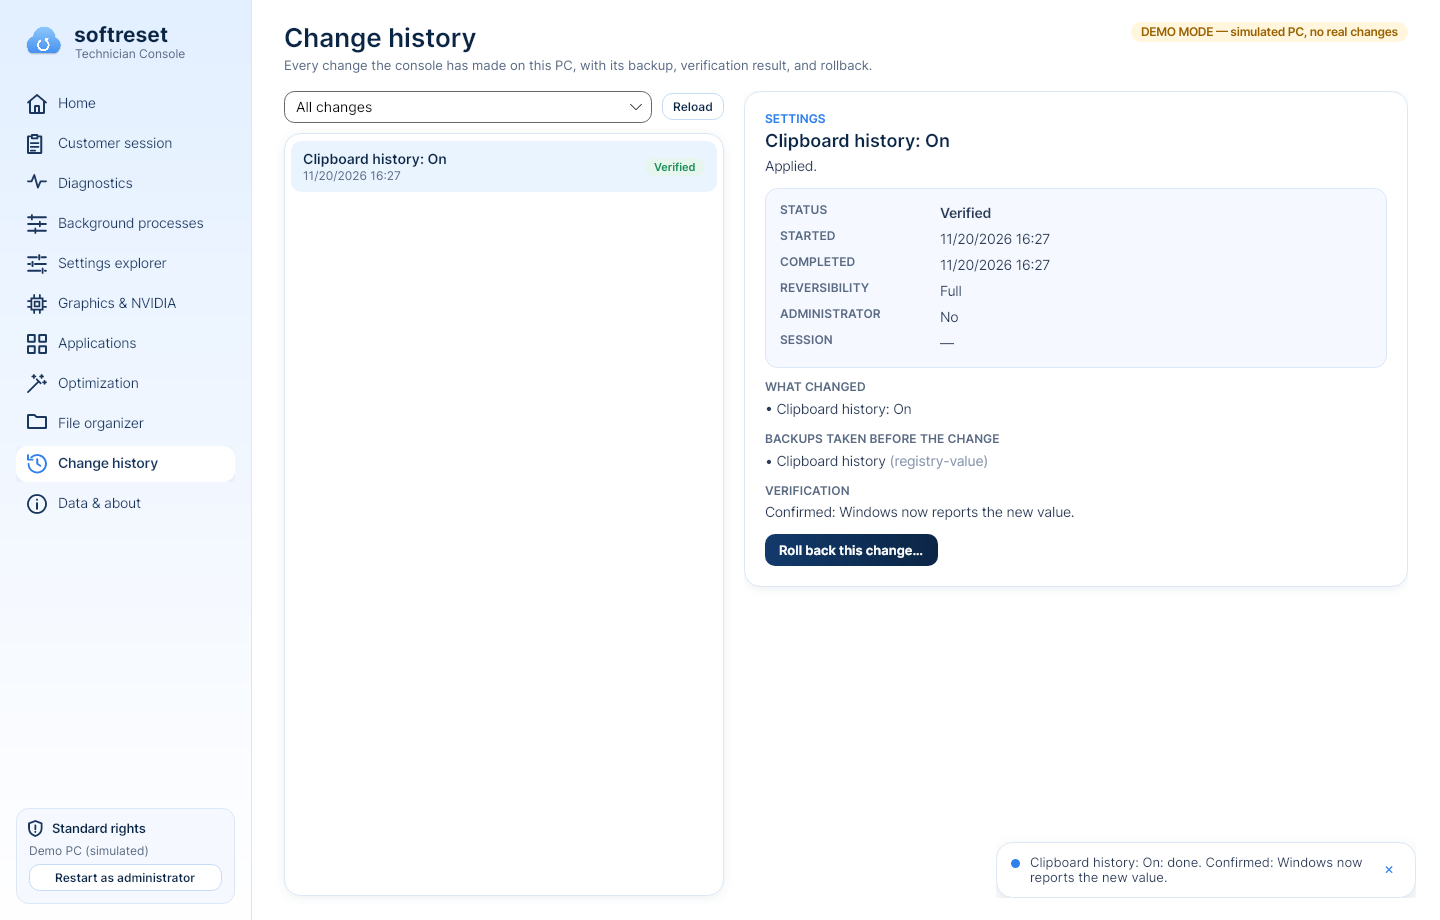 softreset
Technician Console
Home
Customer session
Diagnostics
Background processes
Settings explorer
Graphics & NVIDIA
Applications
Optimization
File organizer
Change history
Data & about
Standard rights
Demo PC (simulated)
Restart as administrator
Change history
Every change the console has made on this PC, with its backup, verification result, and rollback.
DEMO MODE — simulated PC, no real changes
All changes
Reload
Clipboard history: On
11/20/2026 16:27
Verified
SETTINGS
Clipboard history: On
Applied.
STATUS Verified
STARTED 11/20/2026 16:27
COMPLETED 11/20/2026 16:27
REVERSIBILITY Full
ADMINISTRATOR No
SESSION —
WHAT CHANGED
• Clipboard history: On
BACKUPS TAKEN BEFORE THE CHANGE
• Clipboard history (registry-value)
VERIFICATION
Confirmed: Windows now reports the new value.
Roll back this change...
Clipboard history: On: done. Confirmed: Windows now
reports the new value.